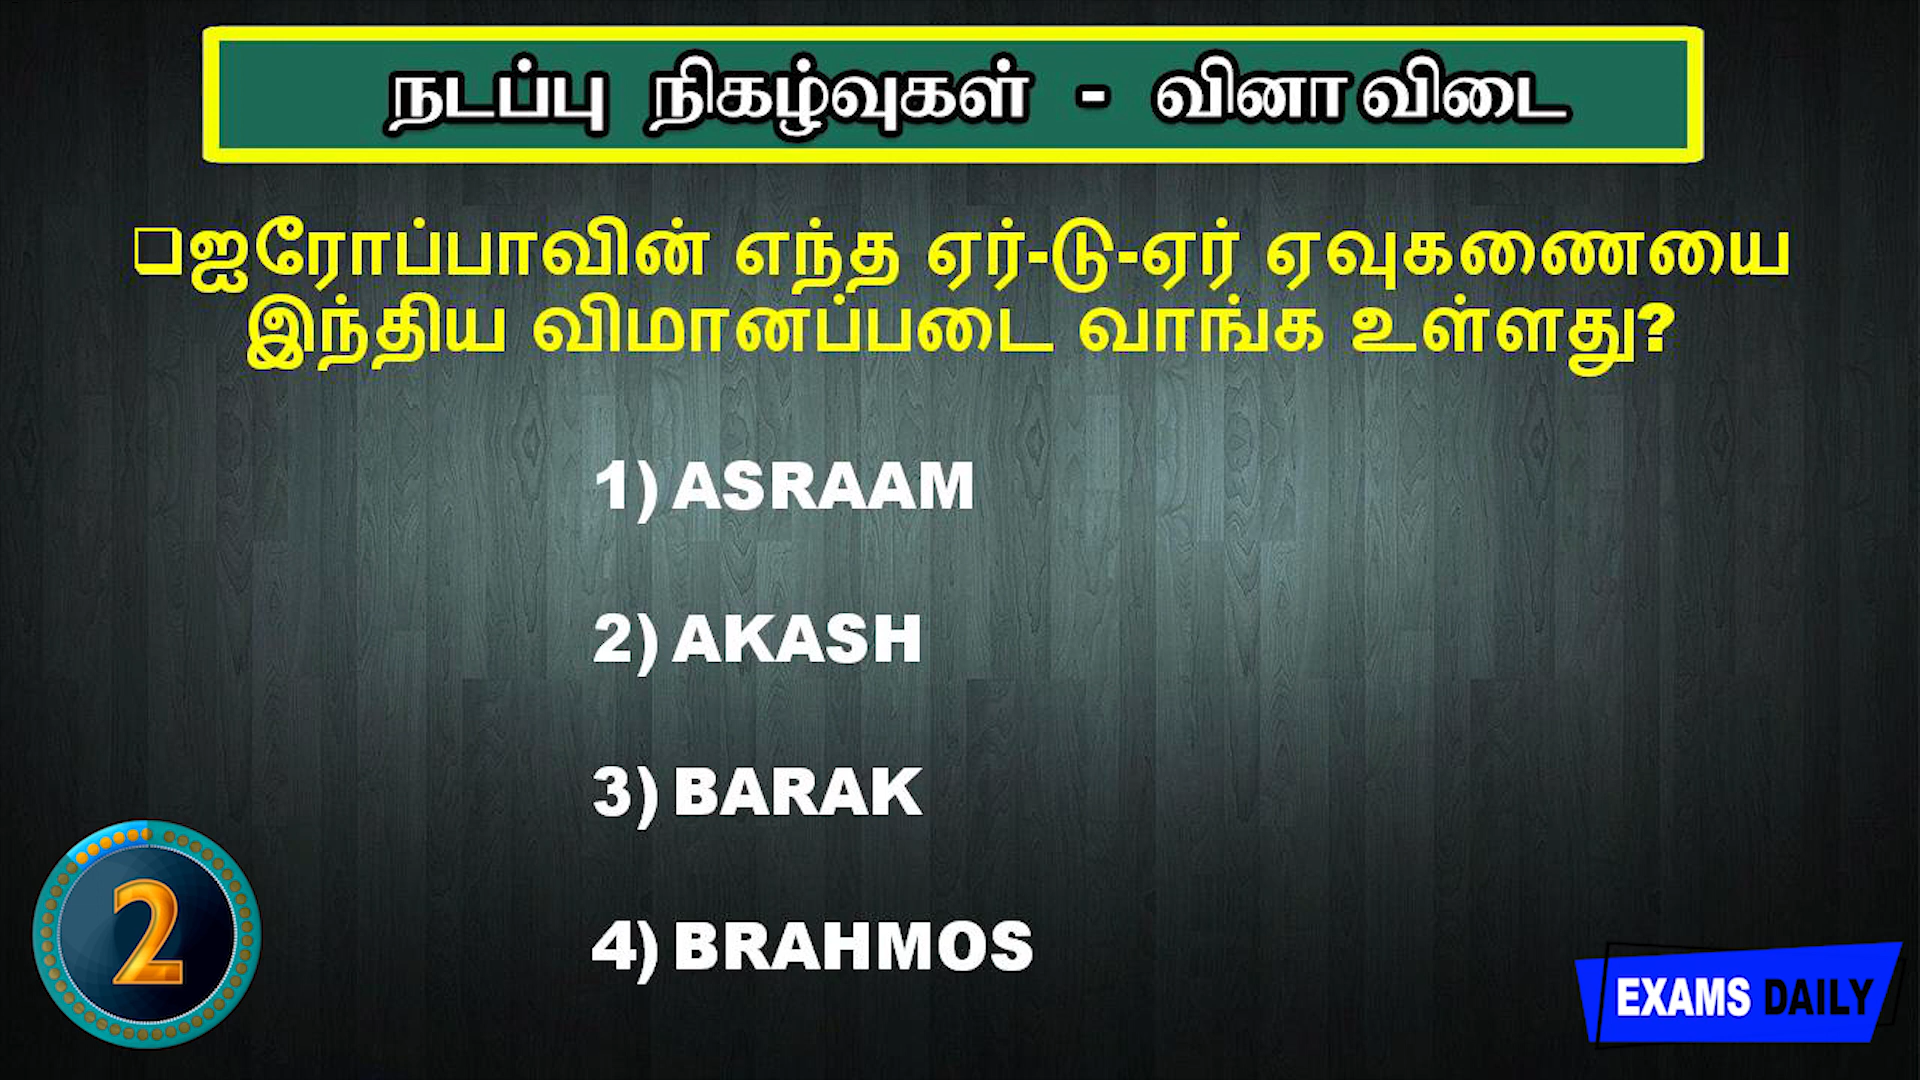 நடப்பு நிகழ்வுகள் - வினாவிடை
❑ஐரோப்பாவின் எந்த ஏர்-டு-ஏர் ஏவுகணையை
இந்திய விமானப்படை வாங்க உள்ளது?
1) ASRAAM
2) AKASH
3) BARAK
4) BRAHMOS
2
EXAMS DAILY